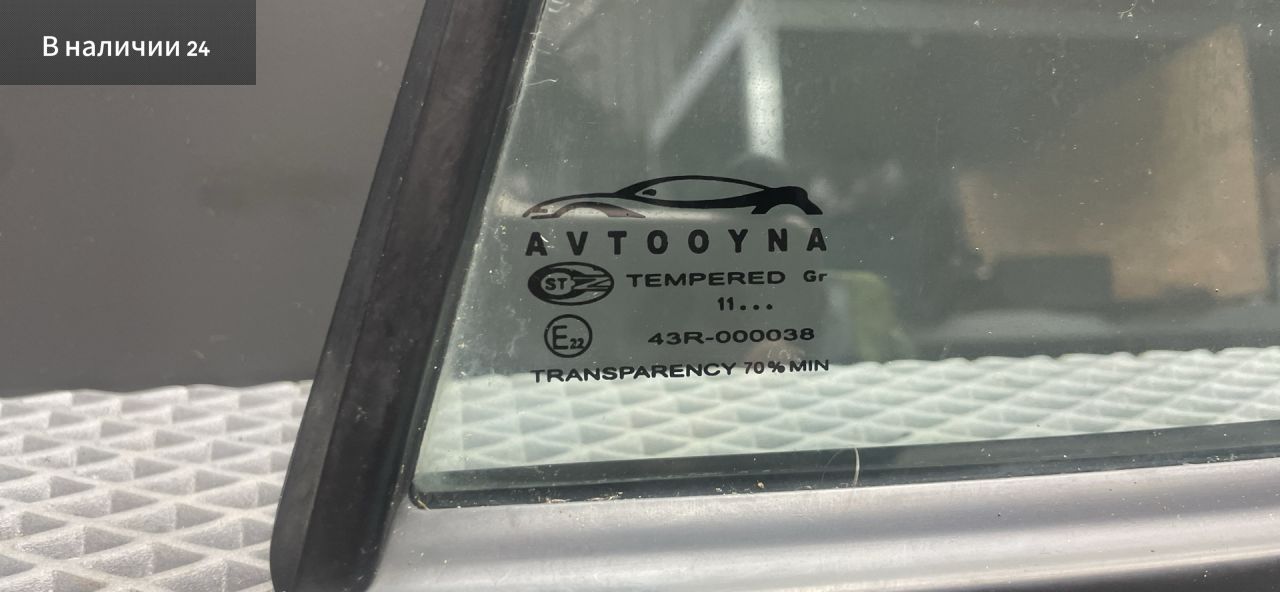 В наличии 24
AVTOOYNA
ST TEMPERED Gr
11...
E22 43R-000038
TRANSPARENCY 70% MIN